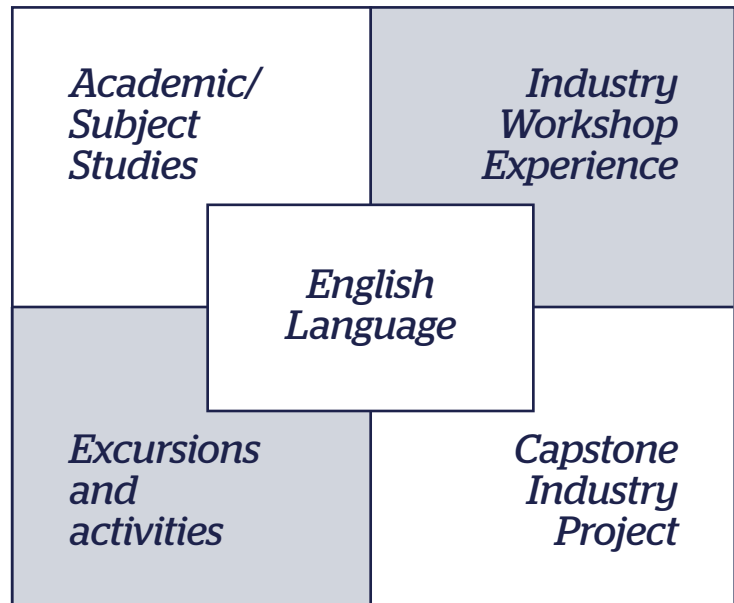 Academic/
Subject
Studies
Industry
Workshop
Experience
English
Language
Excursions
and
activities
Capstone
Industry
Project